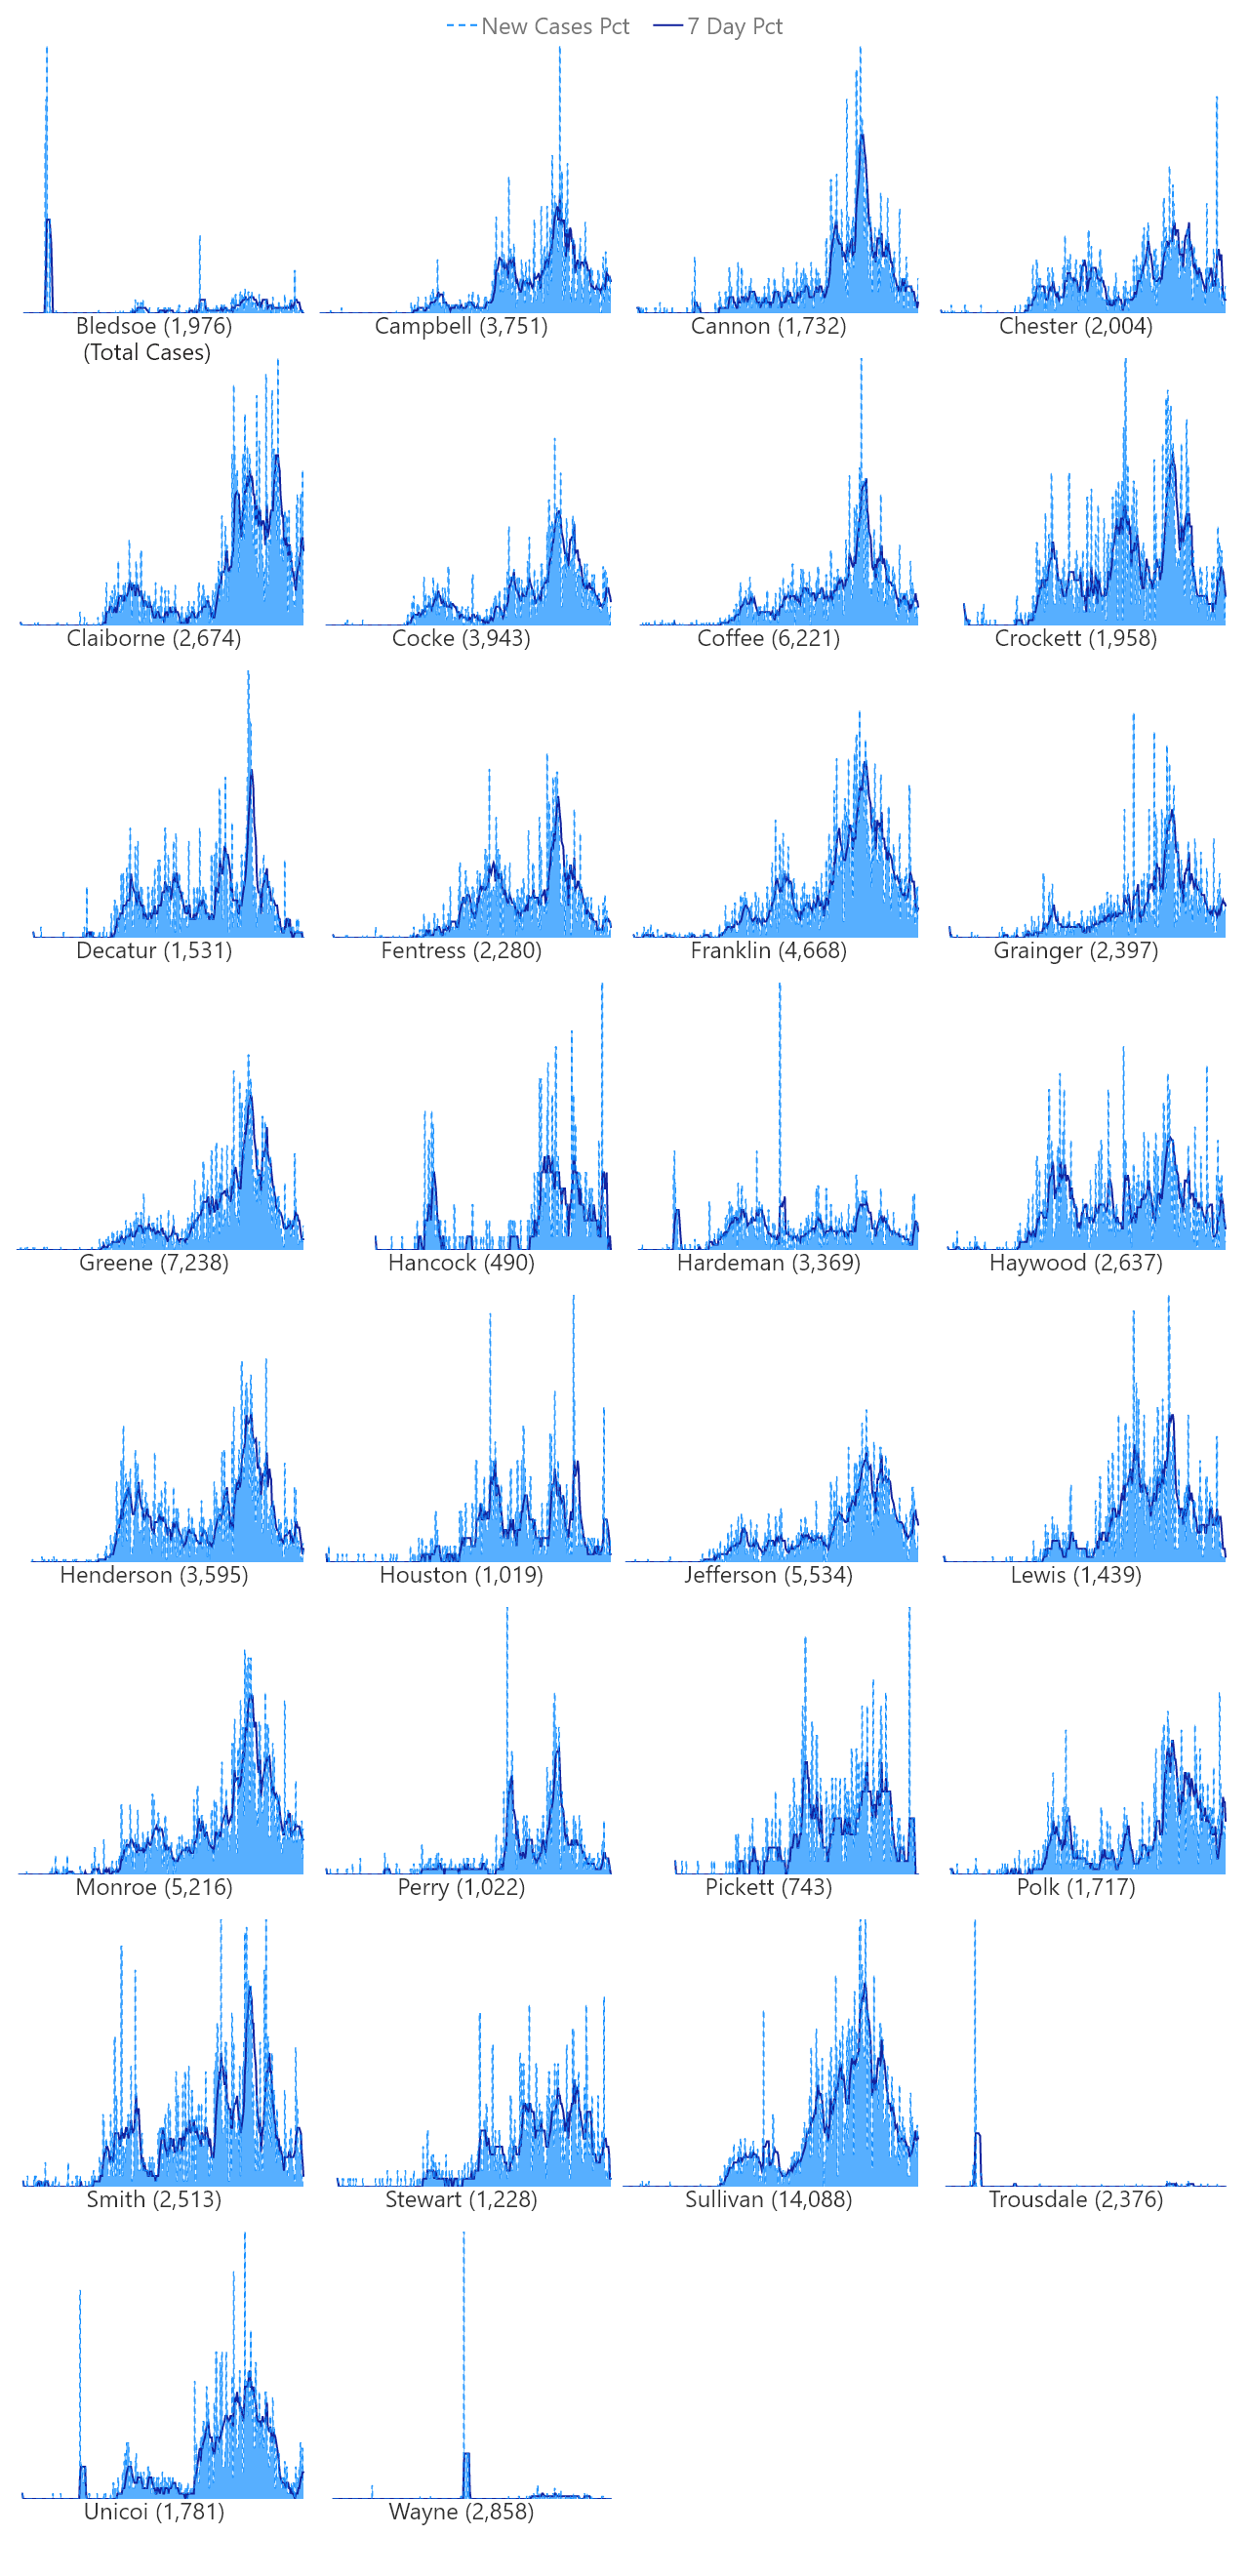 New Cases Pct 7 Day Pct
Bledsoe (1,976) Campbell (3,751) Cannon (1,732) Chester (2,004)
(Total Cases)
Claiborne (2,674) Cocke (3,943) Coffee (6,221) Crockett (1,958)
Decatur (1,531) Fentress (2,280) Franklin (4,668) Grainger (2,397)
Greene (7,238) Hancock (490) Hardeman (3,369) Haywood (2,637)
Henderson (3,595) Houston (1,019) Jefferson (5,534) Lewis (1,439)
Monroe (5,216) Perry (1,022) Pickett (743) Polk (1,717)
Smith (2,513) Stewart (1,228) Sullivan (14,088) Trousdale (2,376)
Unicoi (1,781) Wayne (2,858)